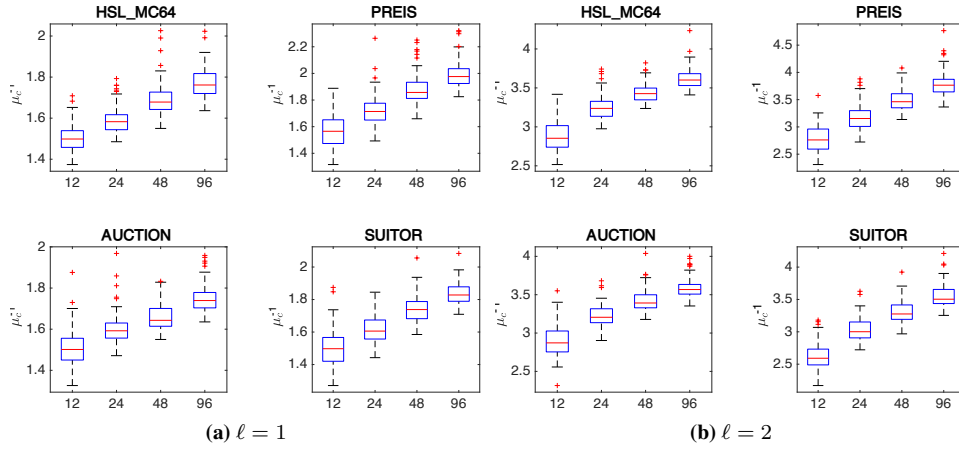 HSL_MC64
μc-1
2
1.8
1.6
1.4
12 24 48 96
PREIS
μc-1
2.2
2
1.8
1.6
1.4
12 24 48 96
AUCTION
μc-1
2
1.8
1.6
1.4
12 24 48 96
SUITOR
μc-1
2
1.8
1.6
1.4
12 24 48 96
(a) ℓ = 1
HSL_MC64
μc-1
4
3.5
3
2.5
12 24 48 96
PREIS
μc-1
4.5
4
3.5
3
2.5
12 24 48 96
AUCTION
μc-1
4
3.5
3
2.5
12 24 48 96
SUITOR
μc-1
4
3.5
3
2.5
12 24 48 96
(b) ℓ = 2